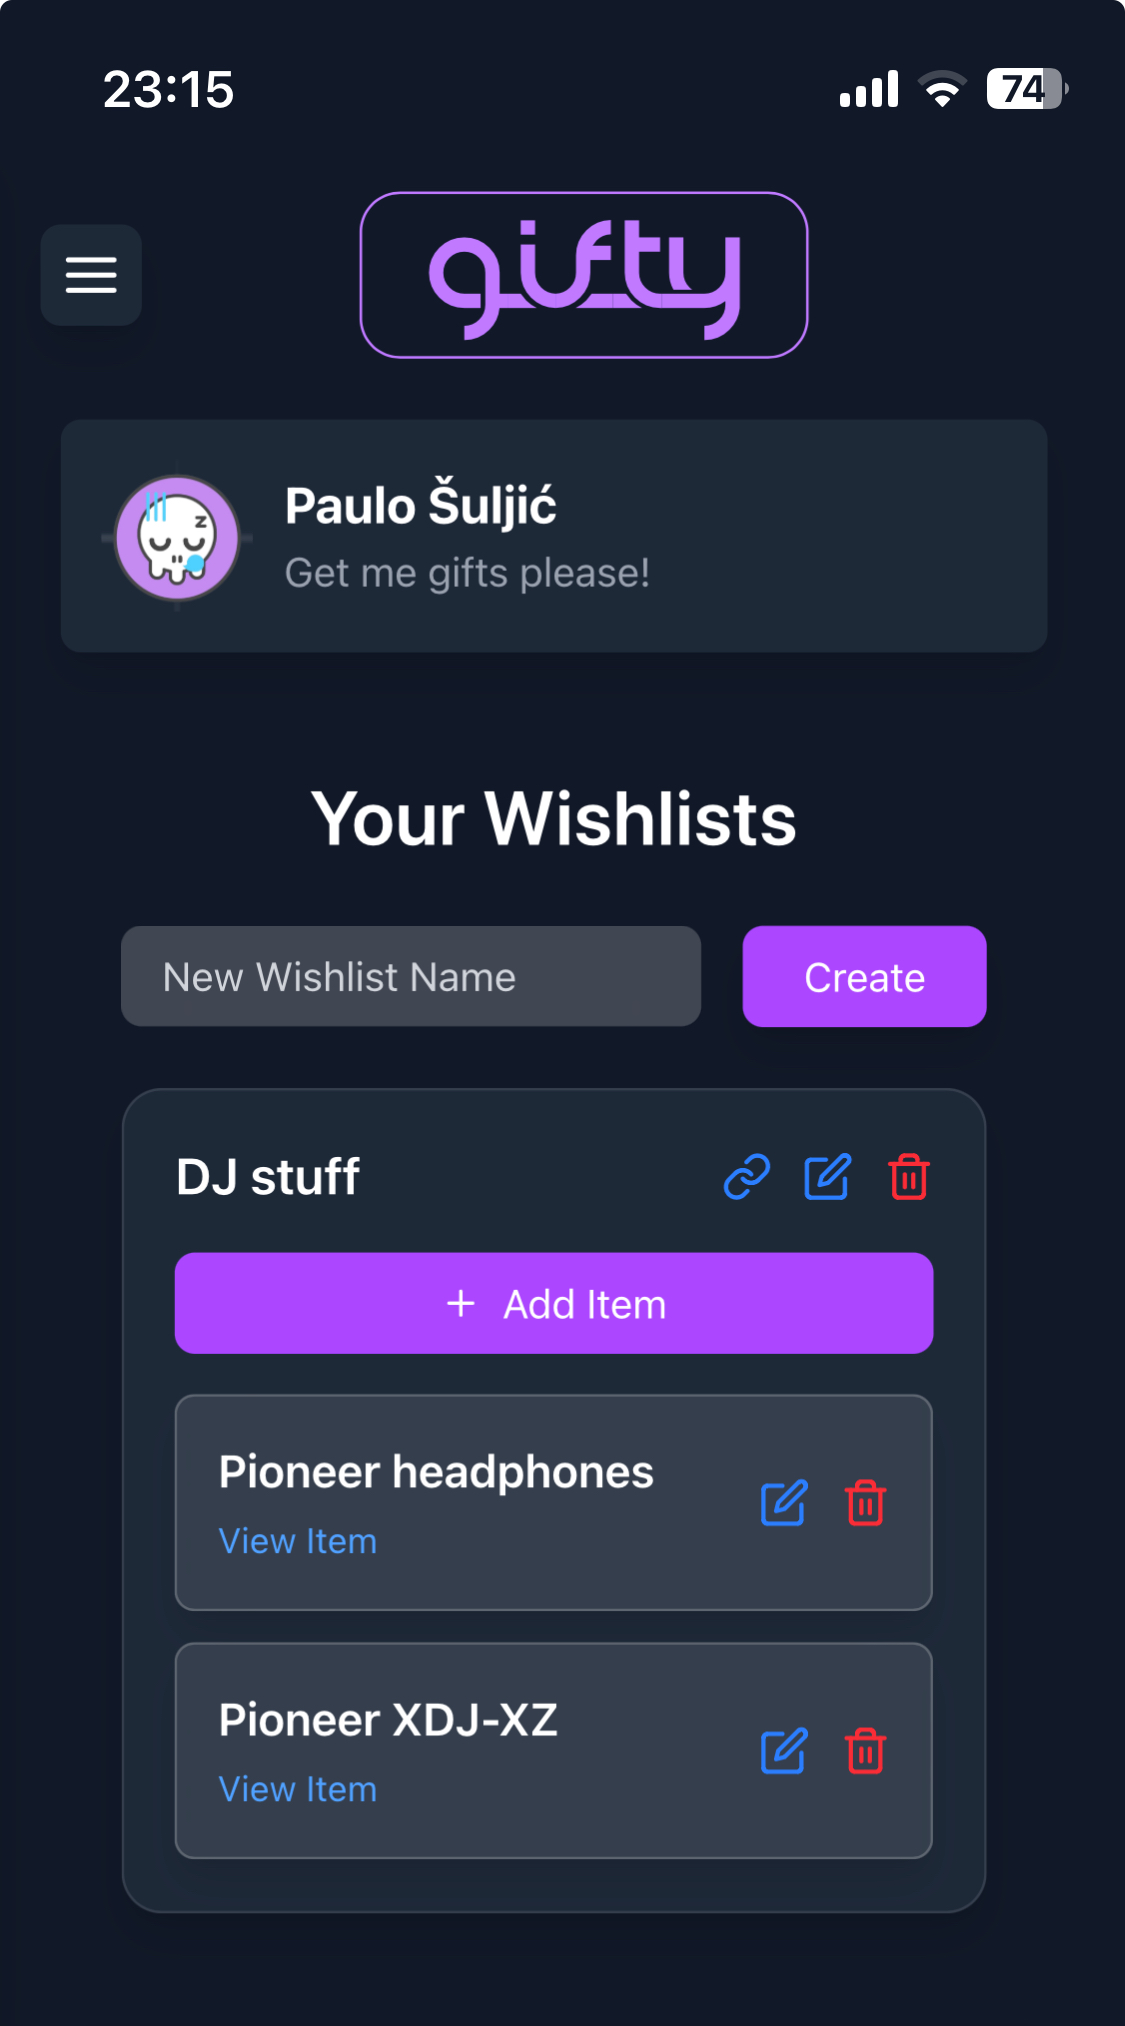 23:15
74
gifty
z
Paulo Šuljić
Get me gifts please!
Your Wishlists
New Wishlist Name
Create
DJ stuff
+ Add Item
Pioneer headphones
View Item
Pioneer XDJ-XZ
View Item